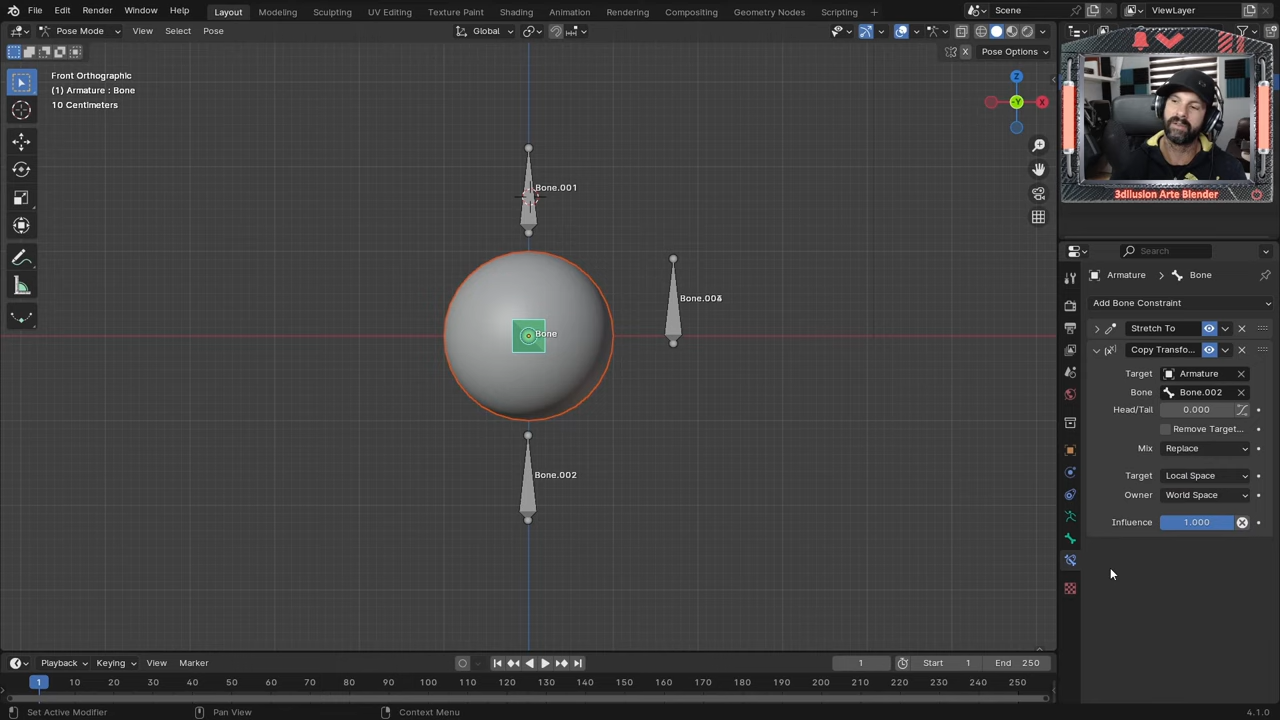 File Edit Render Window Help Layout Modeling Sculpting UV Editing Texture Paint Shading Animation Rendering Compositing Geometry Nodes Scripting + Scene ViewLayer
Pose Mode View Select Pose Global
X Pose Options
Front Orthographic
(1) Armature : Bone
10 Centimeters
Z
-Y X
Bone.001
Bone
Bone.002
3dIlusion Arte Blender
Search
Armature > Bone
Add Bone Constraint
Stretch To
Copy Transfo...
Target Armature
Bone Bone.002
Head/Tail 0.000
Remove Target...
Mix Replace
Target Local Space
Owner World Space
Influence 1.000
Playback Keying View Marker 1 Start 1 End 250
1 10 20 30 40 50 60 70 80 90 100 110 120 130 140 150 160 170 180 190 200 210 220 230 240 250
Set Active Modifier Pan View Context Menu 4.1.0